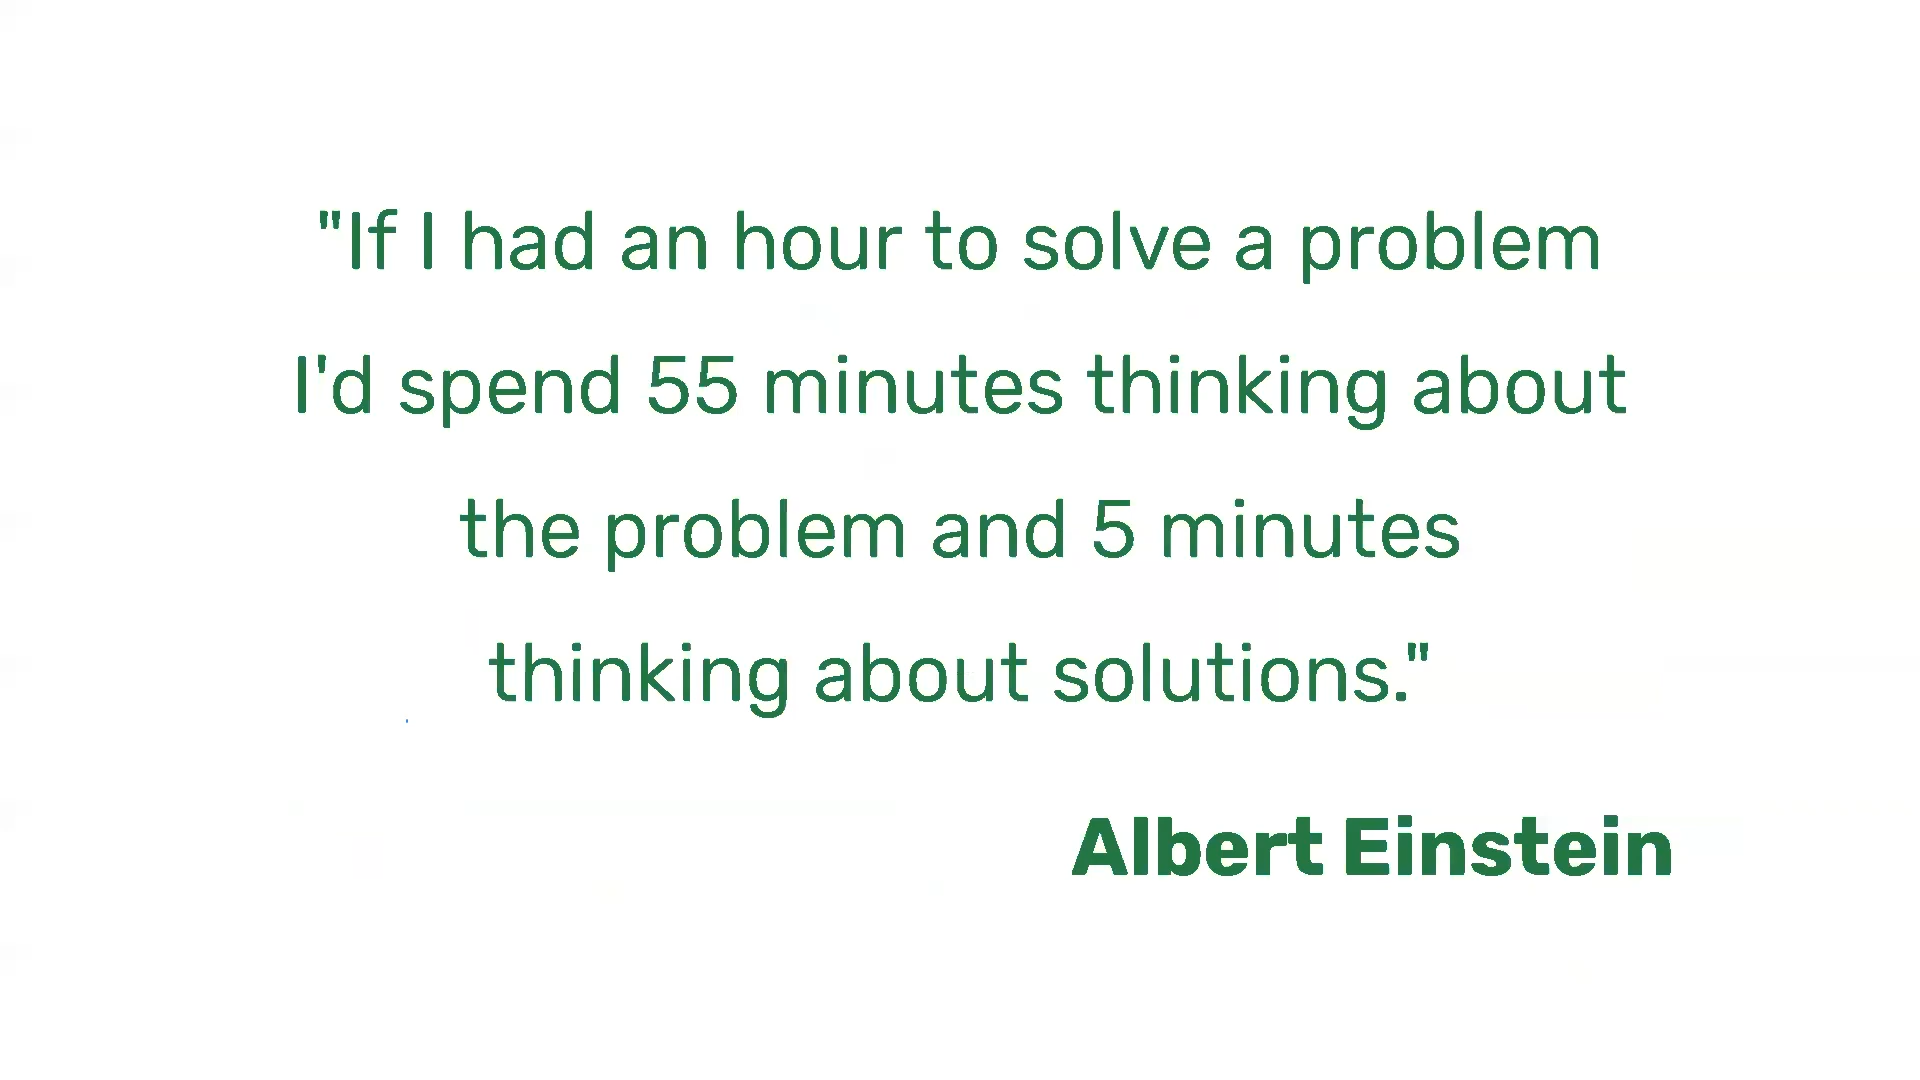 "If I had an hour to solve a problem
I'd spend 55 minutes thinking about
the problem and 5 minutes
thinking about solutions."
Albert Einstein